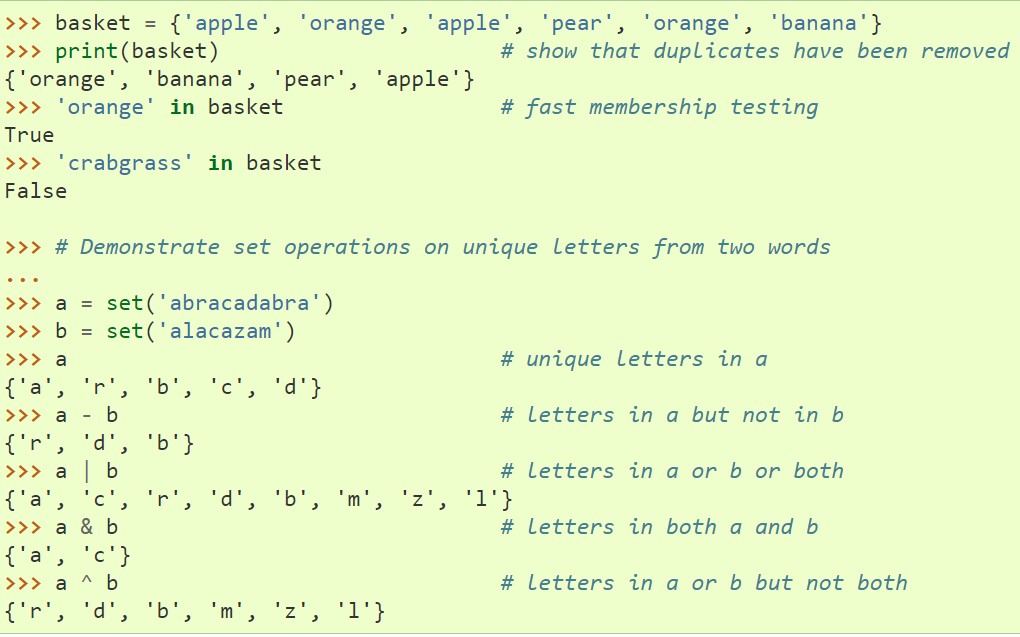 >>> basket = {'apple', 'orange', 'apple', 'pear', 'orange', 'banana'}
>>> print(basket)                      # show that duplicates have been removed
{'orange', 'banana', 'pear', 'apple'}
>>> 'orange' in basket                 # fast membership testing
True
>>> 'crabgrass' in basket
False

>>> # Demonstrate set operations on unique letters from two words
...
>>> a = set('abracadabra')
>>> b = set('alacazam')
>>> a                                  # unique letters in a
{'a', 'r', 'b', 'c', 'd'}
>>> a - b                              # letters in a but not in b
{'r', 'd', 'b'}
>>> a | b                              # letters in a or b or both
{'a', 'c', 'r', 'd', 'b', 'm', 'z', 'l'}
>>> a & b                              # letters in both a and b
{'a', 'c'}
>>> a ^ b                              # letters in a or b but not both
{'r', 'd', 'b', 'm', 'z', 'l'}